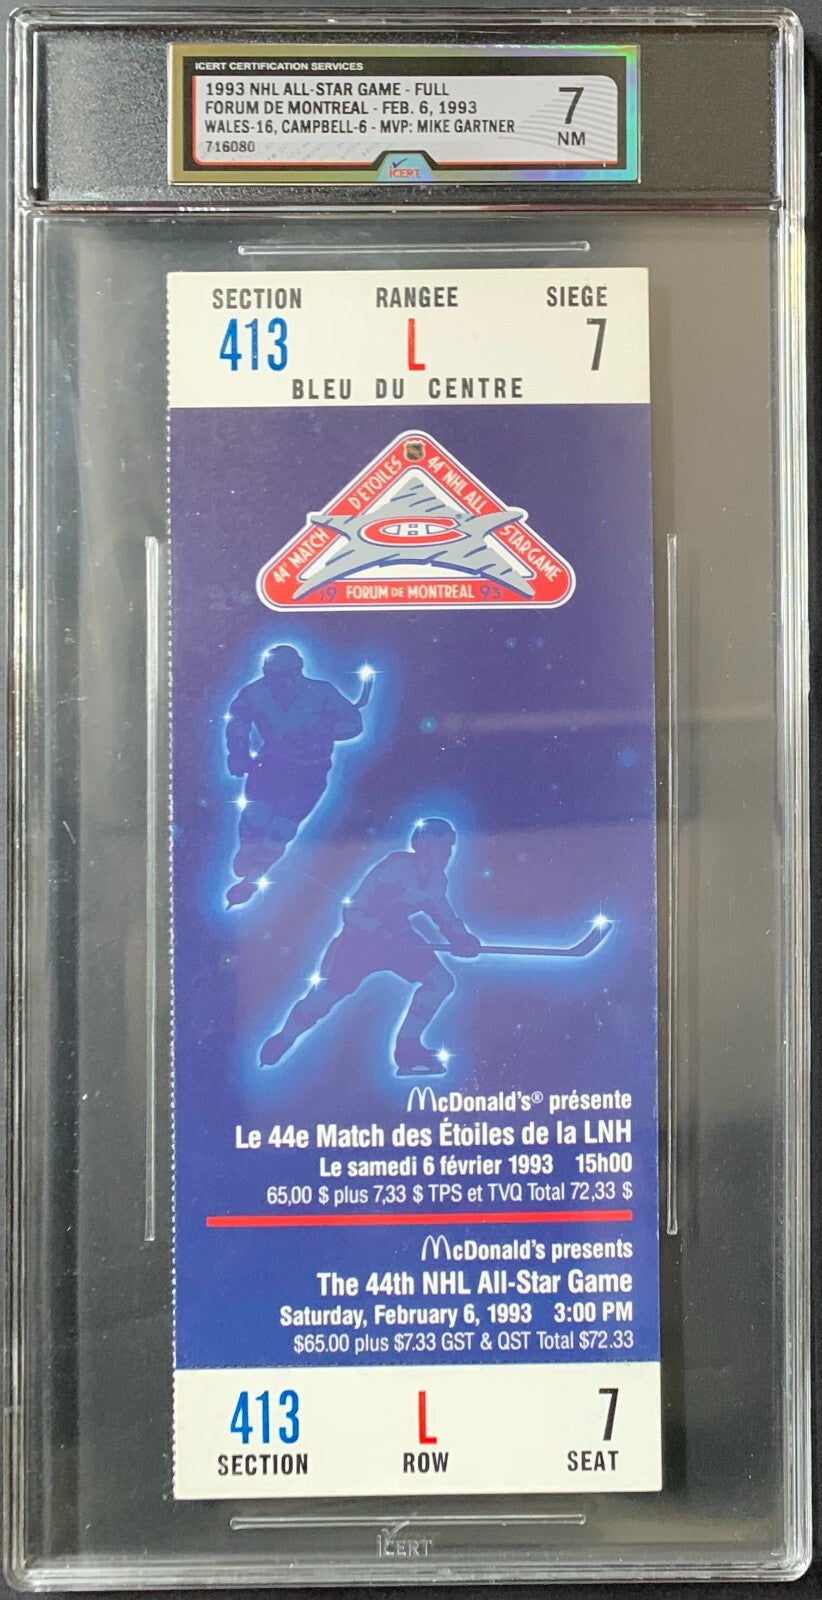 ICERT CERTIFICATION SERVICES
1993 NHL ALL-STAR GAME - FULL
FORUM DE MONTREAL - FEB. 6, 1993
WALES-16, CAMPBELL-6 - MVP: MIKE GARTNER
716080
7
NM
ICERT
SECTION RANGEE SIEGE
413 L 7
BLEU DU CENTRE
44e MATCH D'ETOILES 44th NHL ALL STAR GAME
19 FORUM DE MONTREAL 93
McDonald's® présente
Le 44e Match des Étoiles de la LNH
Le samedi 6 février 1993 15h00
65,00 $ plus 7,33 $ TPS et TVQ Total 72,33 $
McDonald's presents
The 44th NHL All-Star Game
Saturday, February 6, 1993 3:00 PM
$65.00 plus $7.33 GST & QST Total $72.33
413 L 7
SECTION ROW SEAT
ICERT